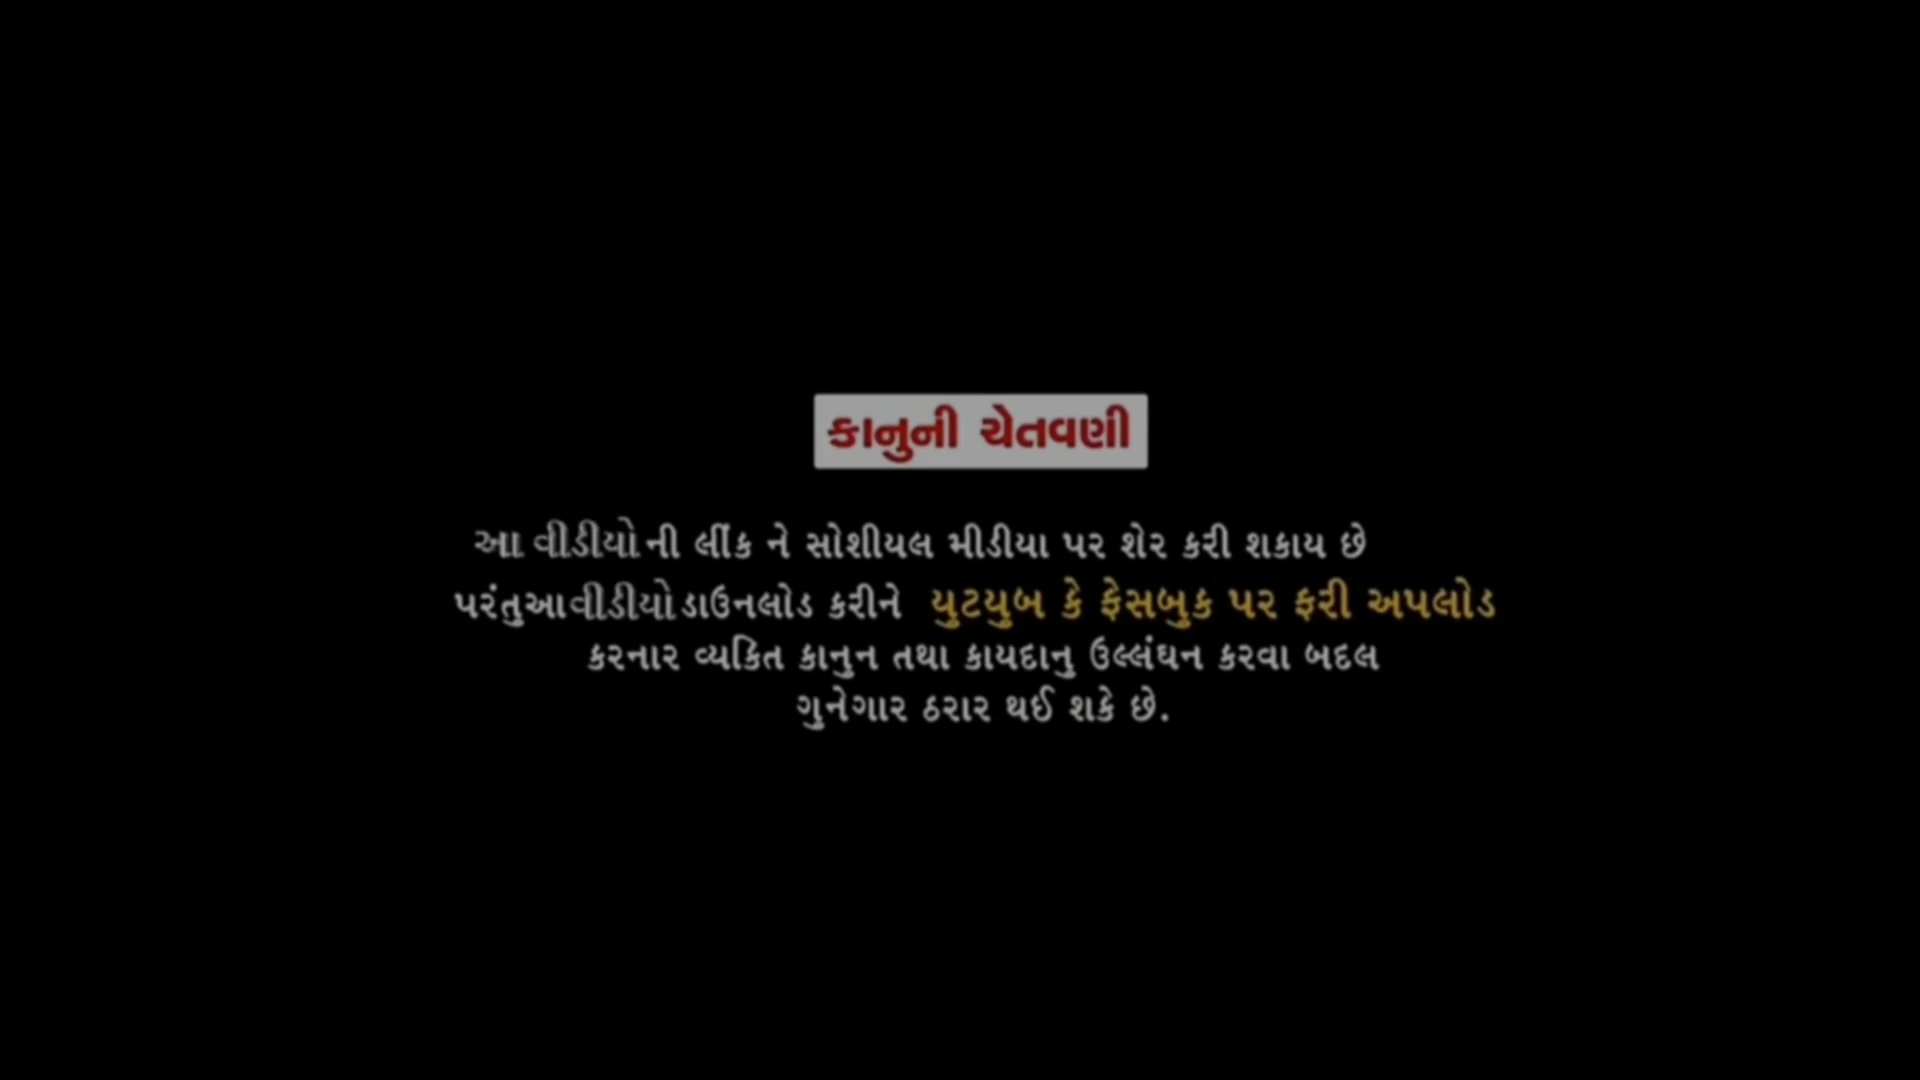 કાનુની ચેતવણી
આ વીડીયો ની લીંક ને સોશીયલ મીડીયા પર શેર કરી શકાય છે
પરંતુઆવીડીયો ડાઉનલોડ કરીને યુટયુબ કે ફેસબુક પર ફરી અપલોડ
કરનાર વ્યકિત કાનુન તથા કાયદાનુ ઉલ્લંઘન કરવા બદલ
ગુનેગાર ઠરાર થઈ શકે છે.